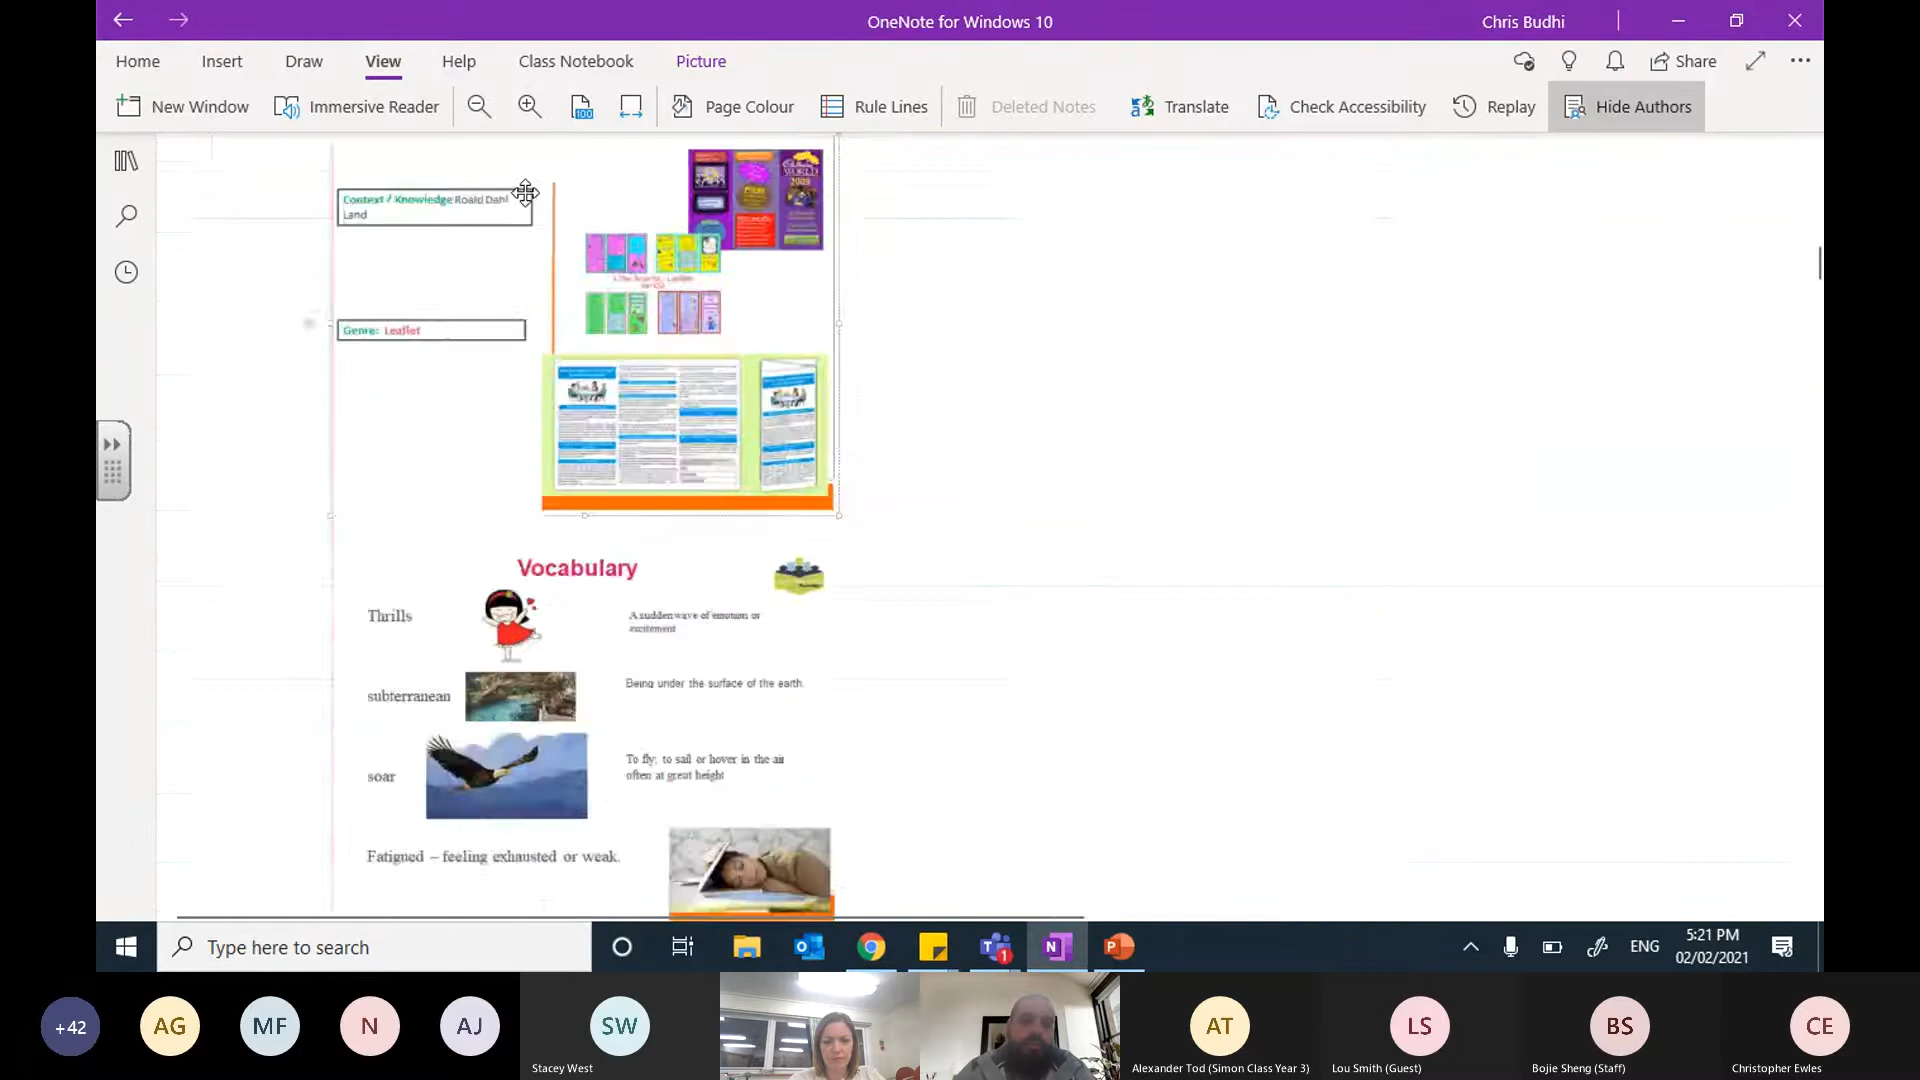 OneNote for Windows 10
Chris Budhi
Home Insert Draw View Help Class Notebook Picture
Share
New Window Immersive Reader Page Colour Rule Lines Deleted Notes Translate Check Accessibility Replay Hide Authors
100
Context / Knowledge Roald Dahl
Land
WORLD
2009
Genre: Leaflet
Vocabulary
Thrills
A sudden wave of emotion or
excitement
subterranean
Being under the surface of the earth.
soar
To fly, to sail or hover in the air
often at great height
Fatigued – feeling exhausted or weak.
Type here to search
1
ENG
5:21 PM
02/02/2021
+42
AG
MF
N
AJ
SW
Stacey West
AT
Alexander Tod (Simon Class Year 3)
LS
Lou Smith (Guest)
BS
Bojie Sheng (Staff)
CE
Christopher Ewles